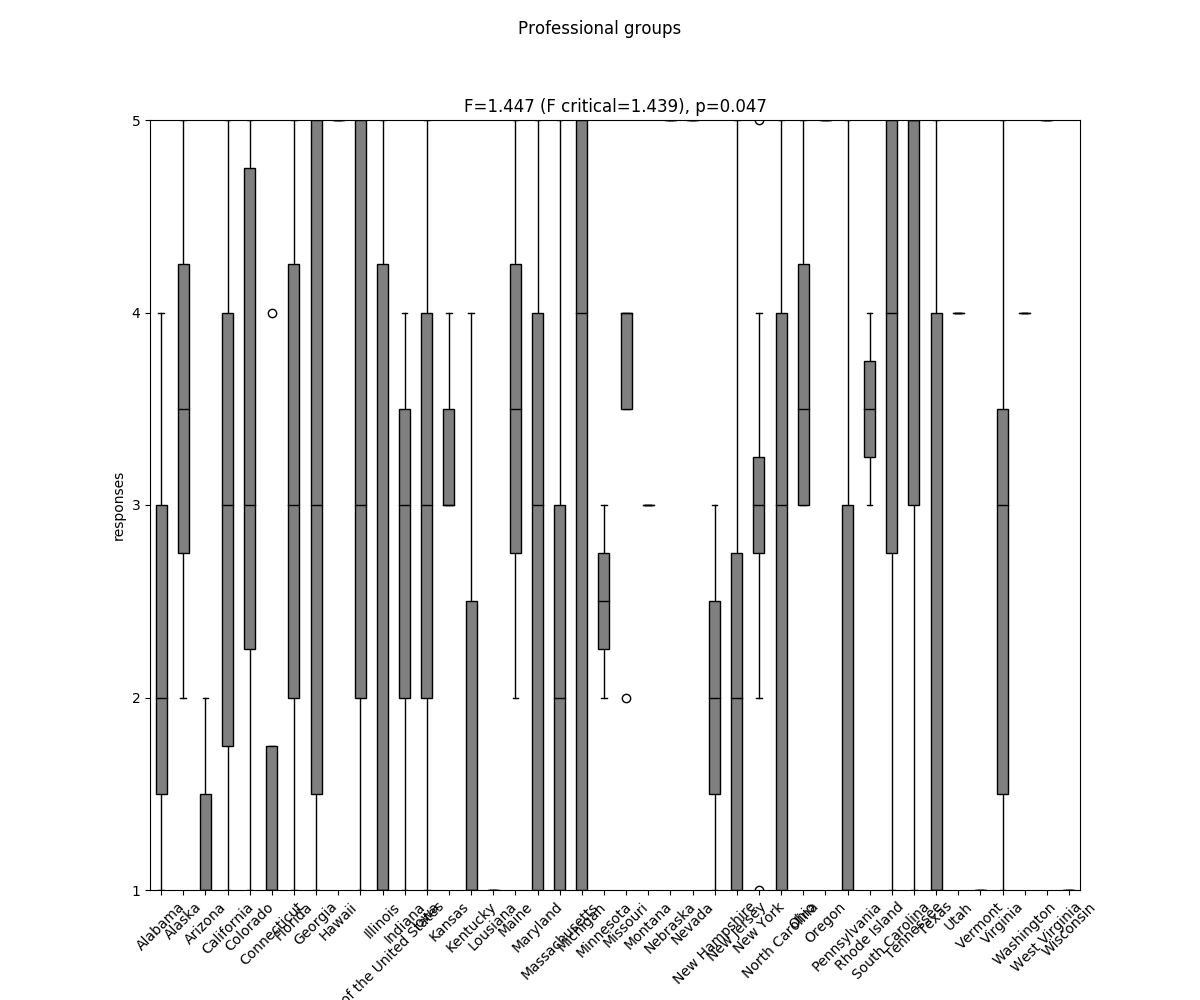 Professional groups
F=1.447 (F critical=1.439), p=0.047
responses
5
4
3
2
1
Alabama
Alaska
Arizona
California
Colorado
Connecticut
Florida
Georgia
Hawaii
Illinois
Indiana
of the United States
Iowa
Kansas
Kentucky
Lousiana
Maine
Maryland
Massachusetts
Michigan
Minnesota
Missouri
Montana
Nebraska
Nevada
New Hampshire
New Jersey
New York
North Carolina
Ohio
Oregon
Pennsylvania
Rhode Island
South Carolina
Tennessee
Texas
Utah
Vermont
Virginia
Washington
West Virginia
Wisconsin